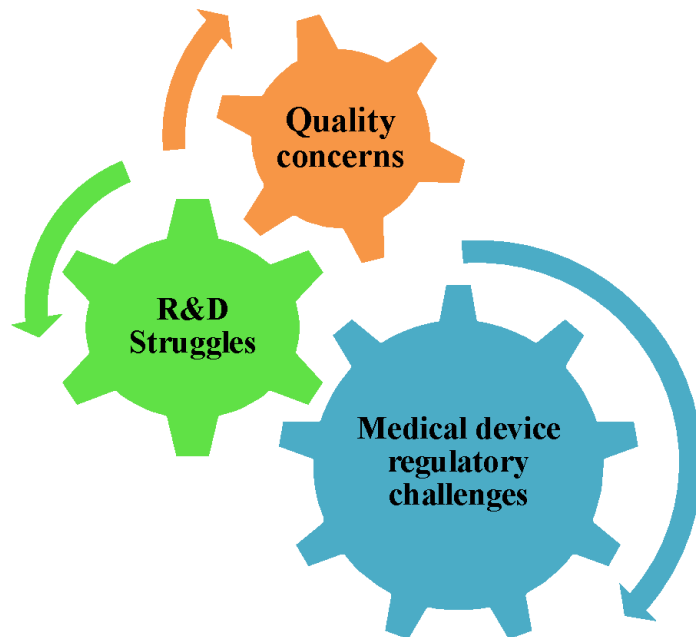 Quality
concerns
R&D
Struggles
Medical device
regulatory
challenges